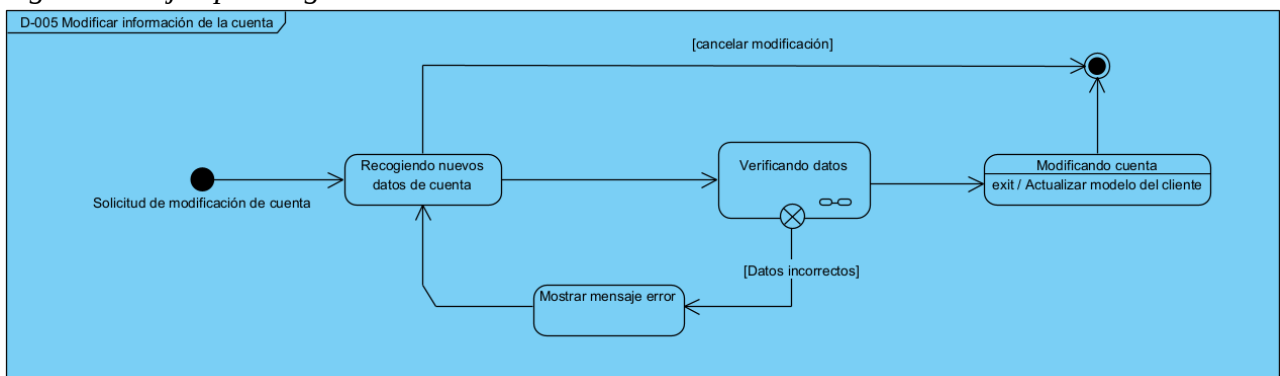 D-005 Modificar información de la cuenta
[cancelar modificación]
Recogiendo nuevos
datos de cuenta
Verificando datos
Modificando cuenta
exit / Actualizar modelo del cliente
Solicitud de modificación de cuenta
[Datos incorrectos]
Mostrar mensaje error